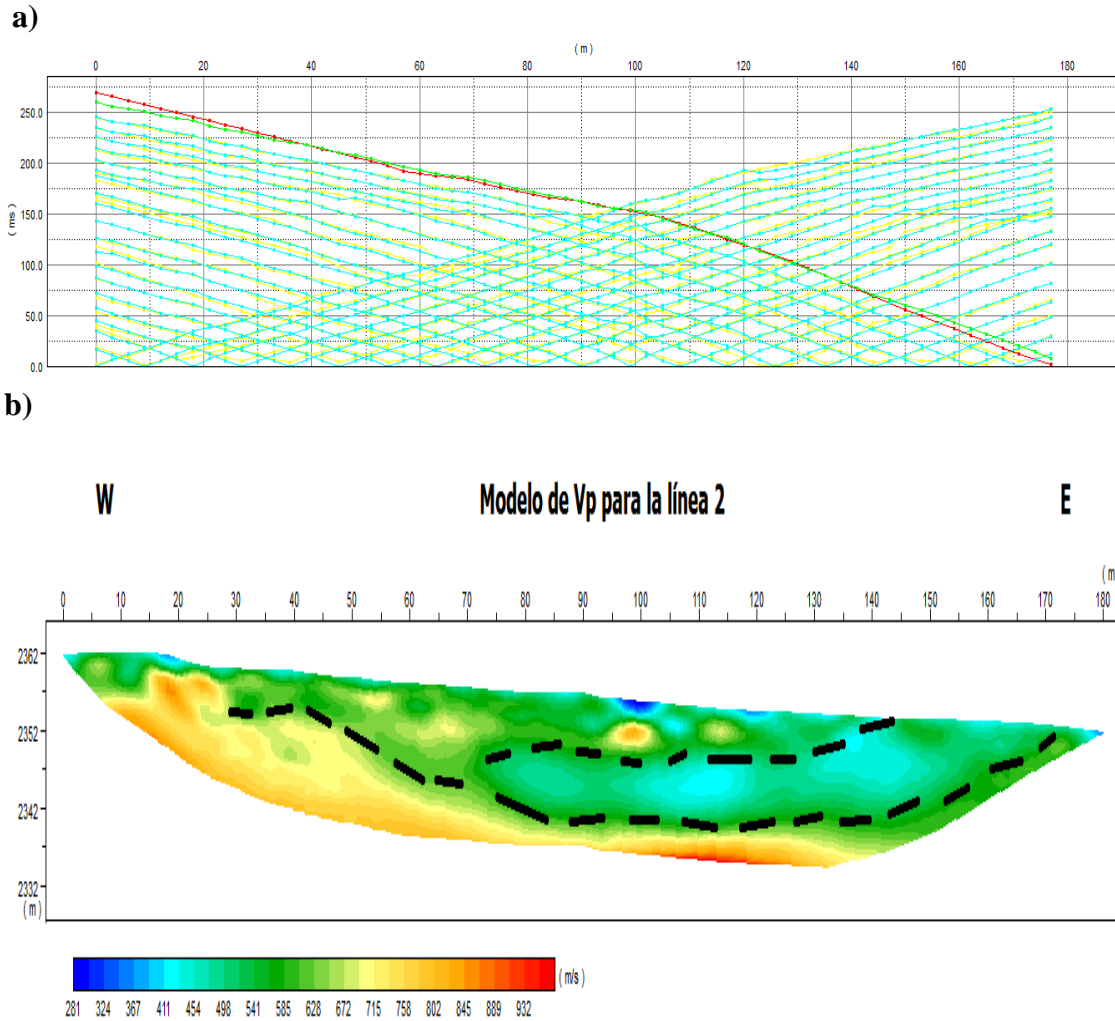 a)
( m )
0 20 40 60 80 100 120 140 160 180
250.0
200.0
150.0
100.0
50.0
0.0
( ms )
b)
W Modelo de Vp para la línea 2 E
( m
0 10 20 30 40 50 60 70 80 90 100 110 120 130 140 150 160 170 180
2362
2352
2342
2332
( m )
( m/s )
281 324 367 411 454 498 541 585 628 672 715 758 802 845 889 932